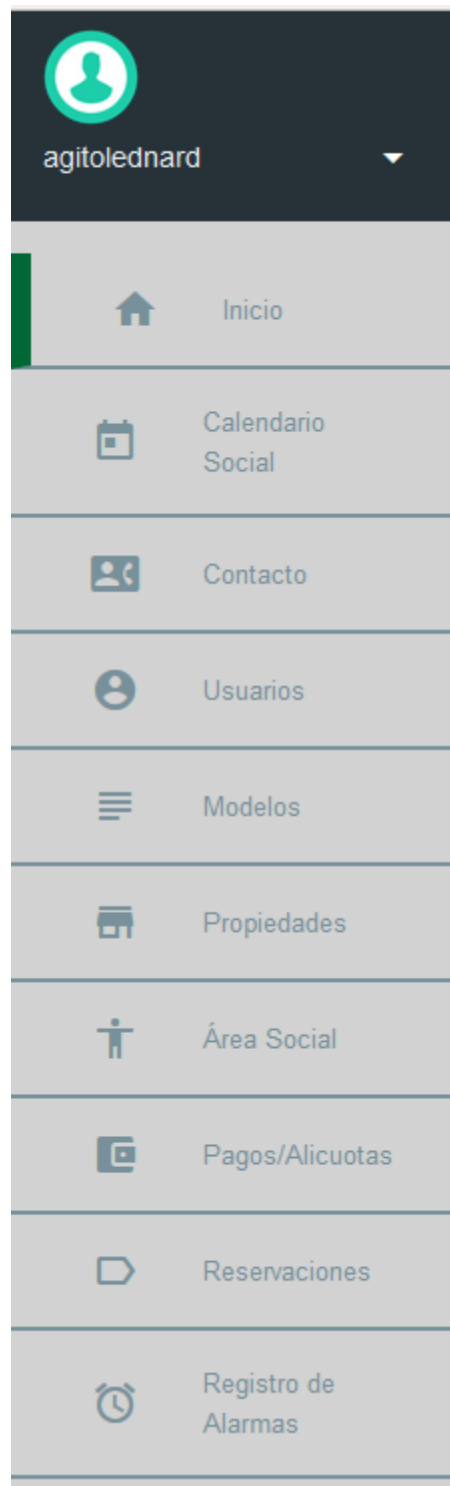 agitolednard
Inicio
Calendario
Social
Contacto
Usuarios
Modelos
Propiedades
Área Social
Pagos/Alicuotas
Reservaciones
Registro de
Alarmas